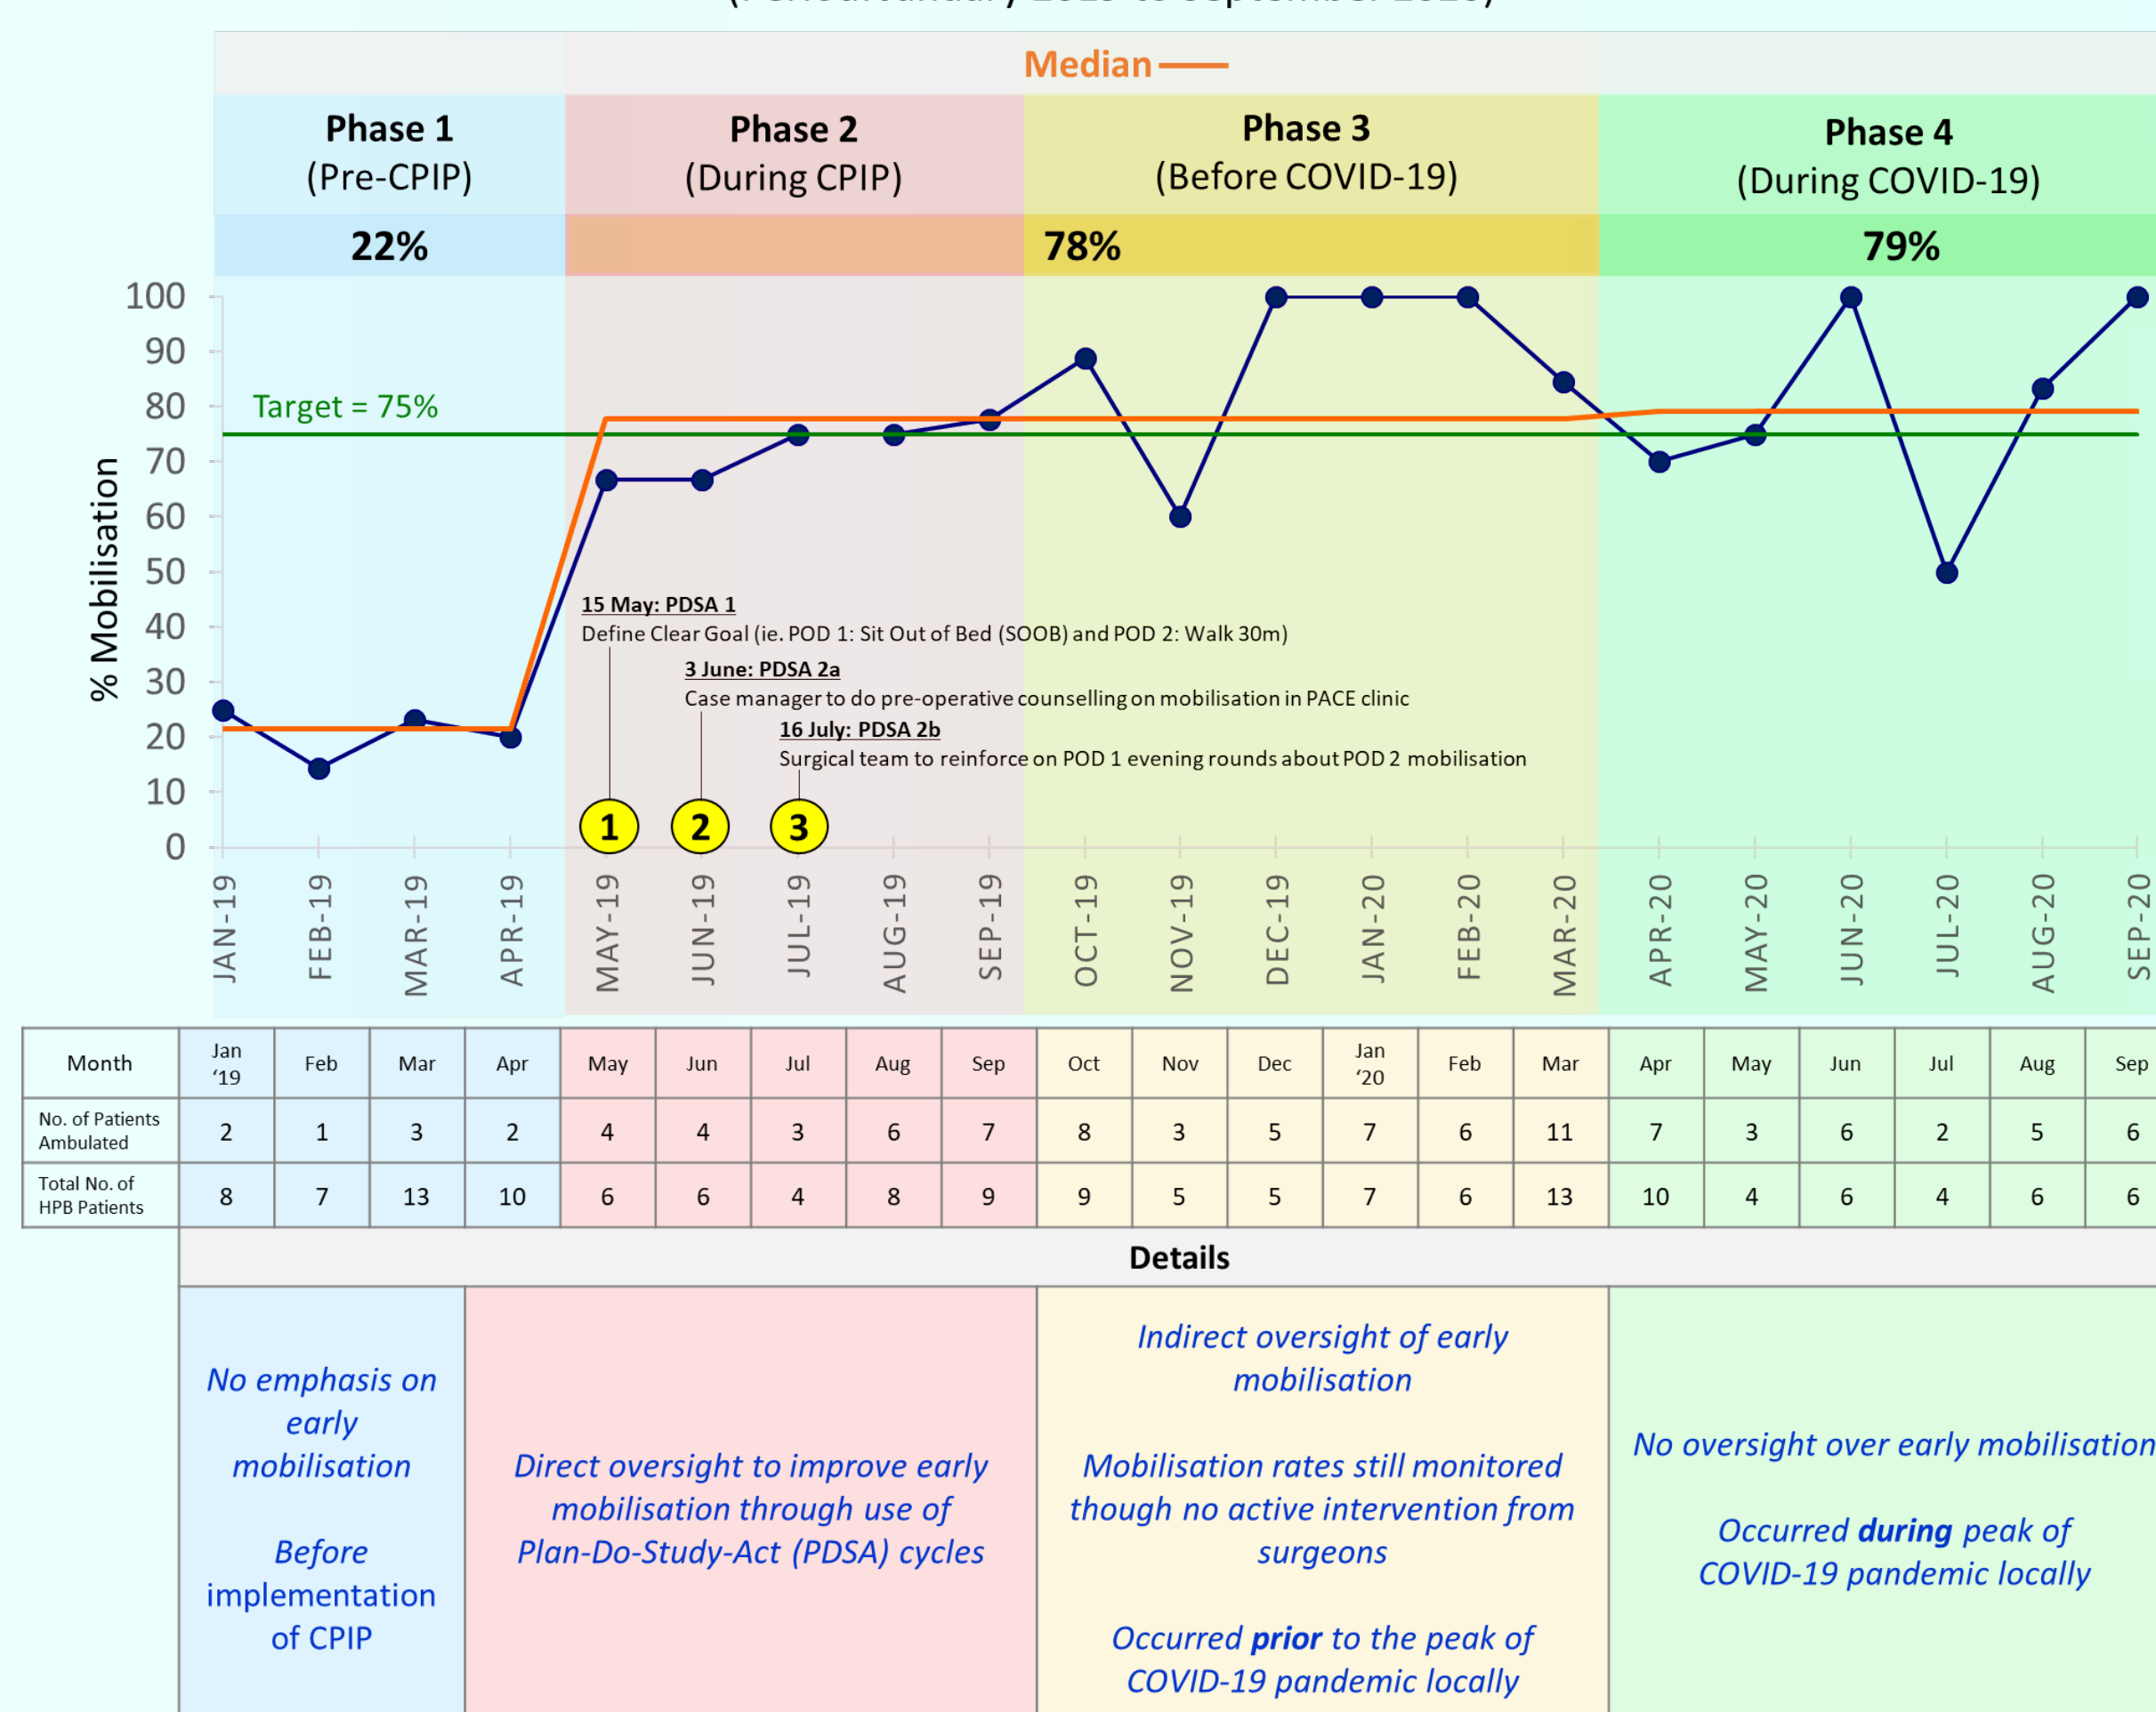 Median
Phase 1
(Pre-CPIP)
Phase 2
(During CPIP)
Phase 3
(Before COVID-19)
Phase 4
(During COVID-19)
22%
78%
79%
100
90
80
70
60
50
40
30
20
10
0
% Mobilisation
Target = 75%
15 May: PDSA 1
Define Clear Goal (ie. POD 1: Sit Out of Bed (SOOB) and POD 2: Walk 30m)
3 June: PDSA 2a
Case manager to do pre-operative counselling on mobilisation in PACE clinic
16 July: PDSA 2b
Surgical team to reinforce on POD 1 evening rounds about POD 2 mobilisation
1 2 3
JAN-19 FEB-19 MAR-19 APR-19 MAY-19 JUN-19 JUL-19 AUG-19 SEP-19 OCT-19 NOV-19 DEC-19 JAN-20 FEB-20 MAR-20 APR-20 MAY-20 JUN-20 JUL-20 AUG-20 SEP-20
Month Jan ‘19 Feb Mar Apr May Jun Jul Aug Sep Oct Nov Dec Jan ‘20 Feb Mar Apr May Jun Jul Aug Sep
No. of Patients Ambulated 2 1 3 2 4 4 3 6 7 8 3 5 7 6 11 7 3 6 2 5 6
Total No. of HPB Patients 8 7 13 10 6 6 4 8 9 9 5 5 7 6 13 10 4 6 4 6 6
Details
No emphasis on
early
mobilisation
Before
implementation
of CPIP
Direct oversight to improve early
mobilisation through use of
Plan-Do-Study-Act (PDSA) cycles
Indirect oversight of early
mobilisation
Mobilisation rates still monitored
though no active intervention from
surgeons
Occurred prior to the peak of
COVID-19 pandemic locally
No oversight over early mobilisation
Occurred during peak of
COVID-19 pandemic locally